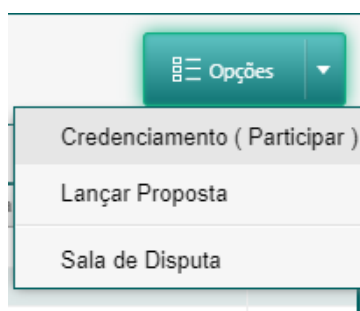 Opções
Credenciamento ( Participar )
Lançar Proposta
Sala de Disputa